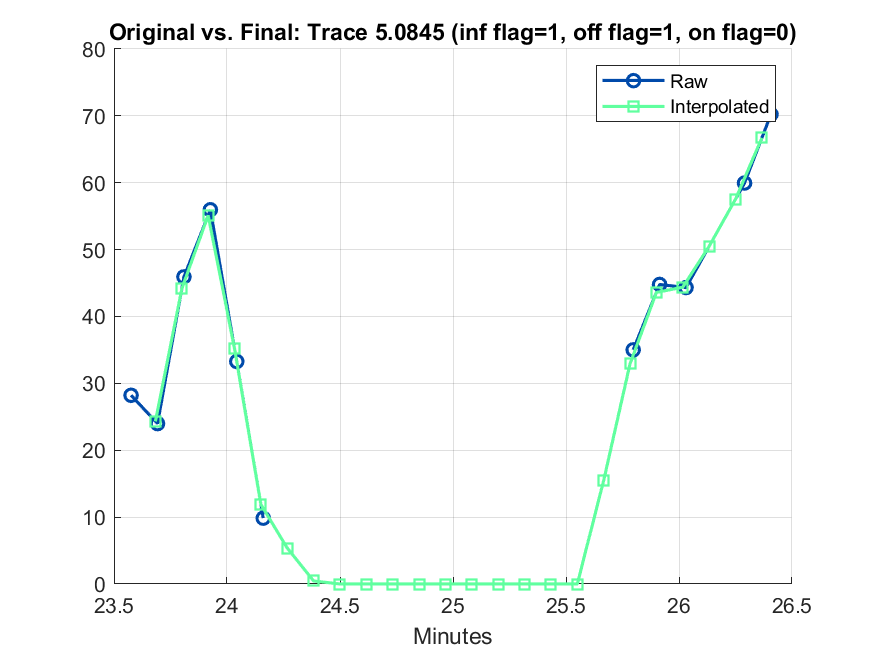 Original vs. Final: Trace 5.0845 (inf flag=1, off flag=1, on flag=0)
80
70
60
50
40
30
20
10
0
Raw
Interpolated
23.5 24 24.5 25 25.5 26 26.5
Minutes